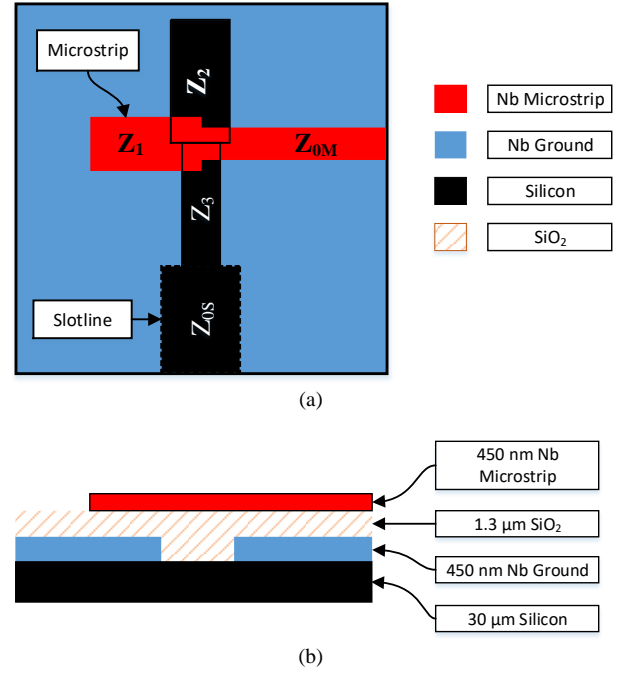 Microstrip
Z2
Z1
Z0M
Z3
Z0S
Slotline
Nb Microstrip
Nb Ground
Silicon
SiO2
(a)
450 nm Nb
Microstrip
1.3 µm SiO2
450 nm Nb Ground
30 µm Silicon
(b)